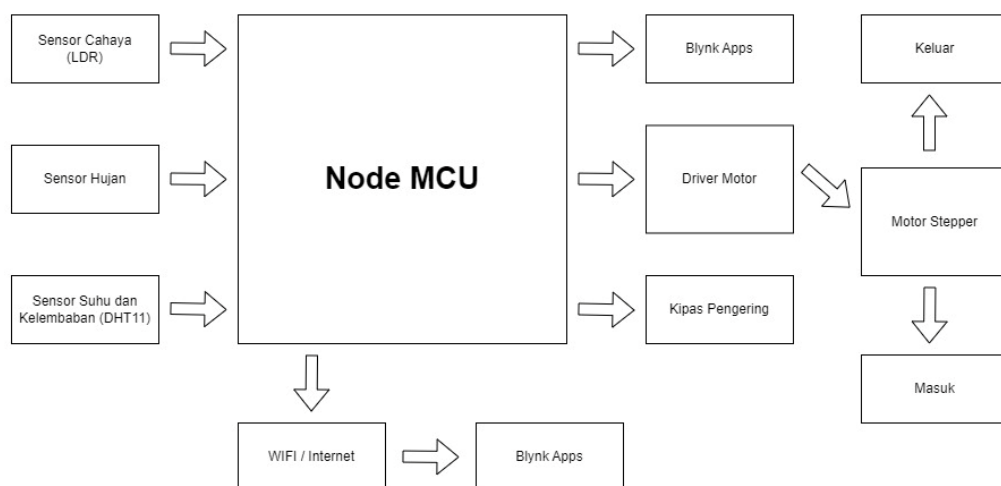 Sensor Cahaya
(LDR)
Blynk Apps
Keluar
Sensor Hujan
Node MCU
Driver Motor
Motor Stepper
Sensor Suhu dan
Kelembaban (DHT11)
Kipas Pengering
Masuk
WIFI / Internet
Blynk Apps